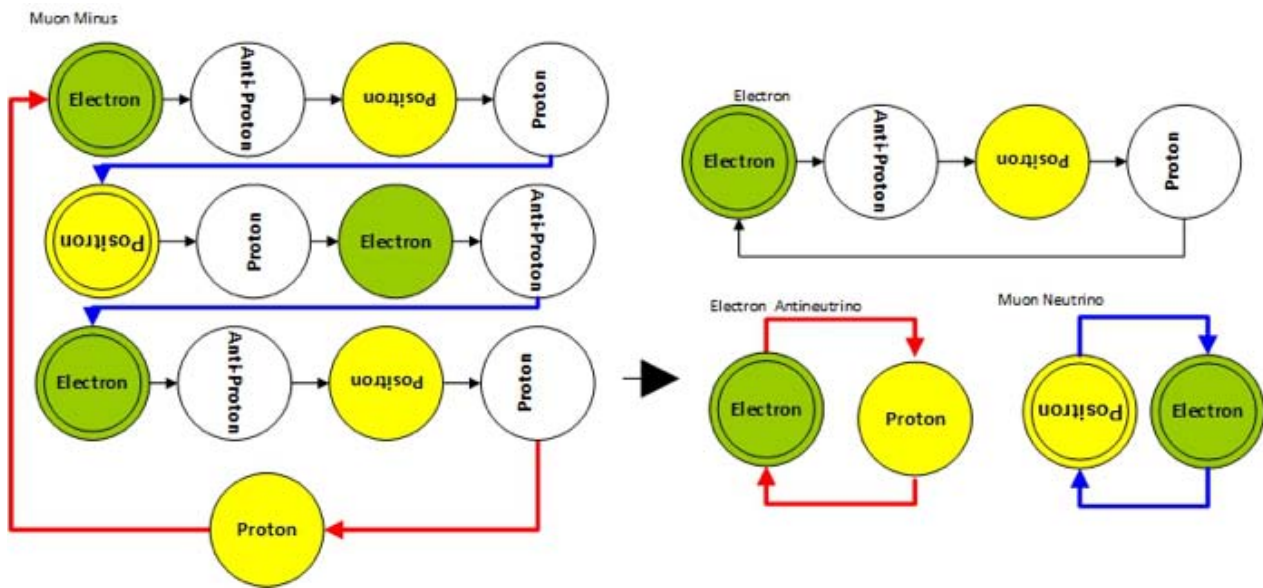 Muon Minus
Electron
Anti-Proton
Positron
Proton
Positron
Proton
Electron
Anti-Proton
Electron
Anti-Proton
Positron
Proton
Proton
Electron
Electron
Anti-Proton
Positron
Proton
Electron Antineutrino
Electron
Proton
Muon Neutrino
Positron
Electron